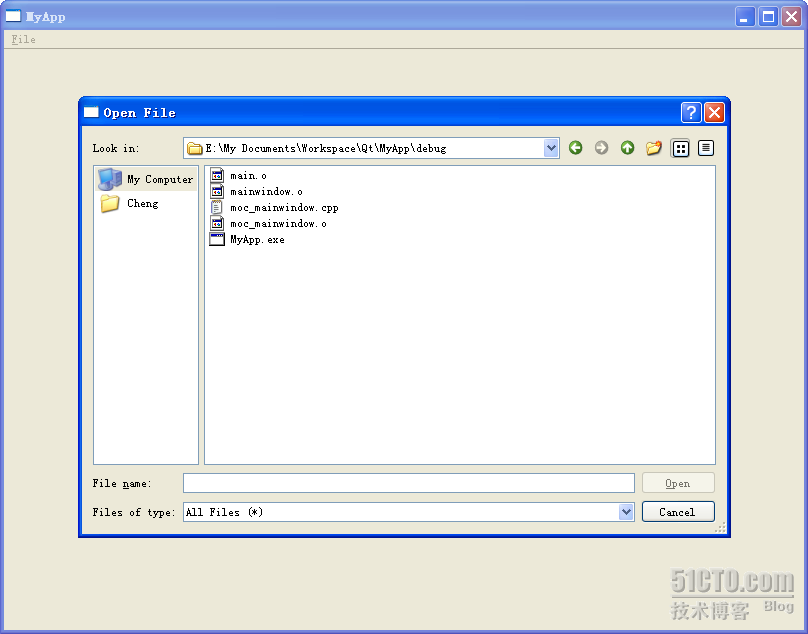 MyApp
File
Open File
Look in: E:\My Documents\Workspace\Qt\MyApp\debug
My Computer
Cheng
main.o
mainwindow.o
moc_mainwindow.cpp
moc_mainwindow.o
MyApp.exe
File name: Open
Files of type: All Files (*) Cancel
51CTO.com
技术博客 Blog